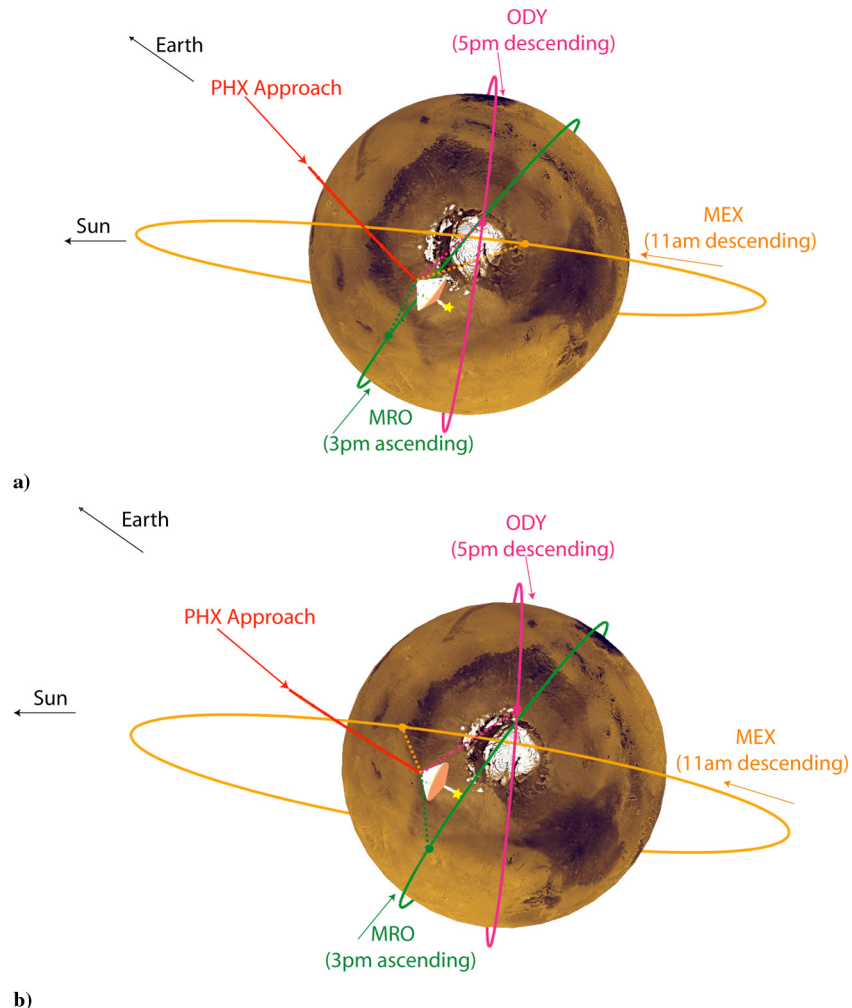 ODY
(5pm descending)
Earth
PHX Approach
Sun
MEX
(11am descending)
MRO
(3pm ascending)
a)
ODY
(5pm descending)
Earth
PHX Approach
Sun
MEX
(11am descending)
MRO
(3pm ascending)
b)